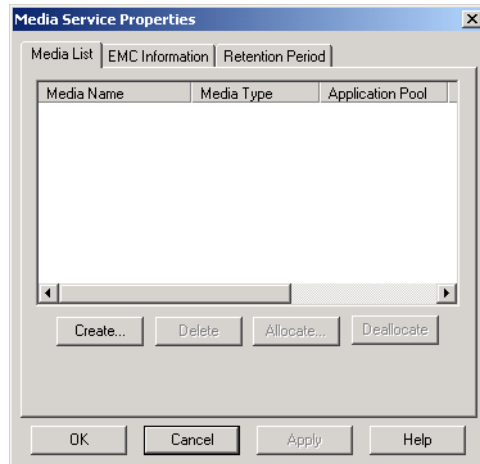 Media Service Properties
Media List EMC Information Retention Period
Media Name Media Type Application Pool
Create... Delete Allocate... Deallocate
OK Cancel Apply Help